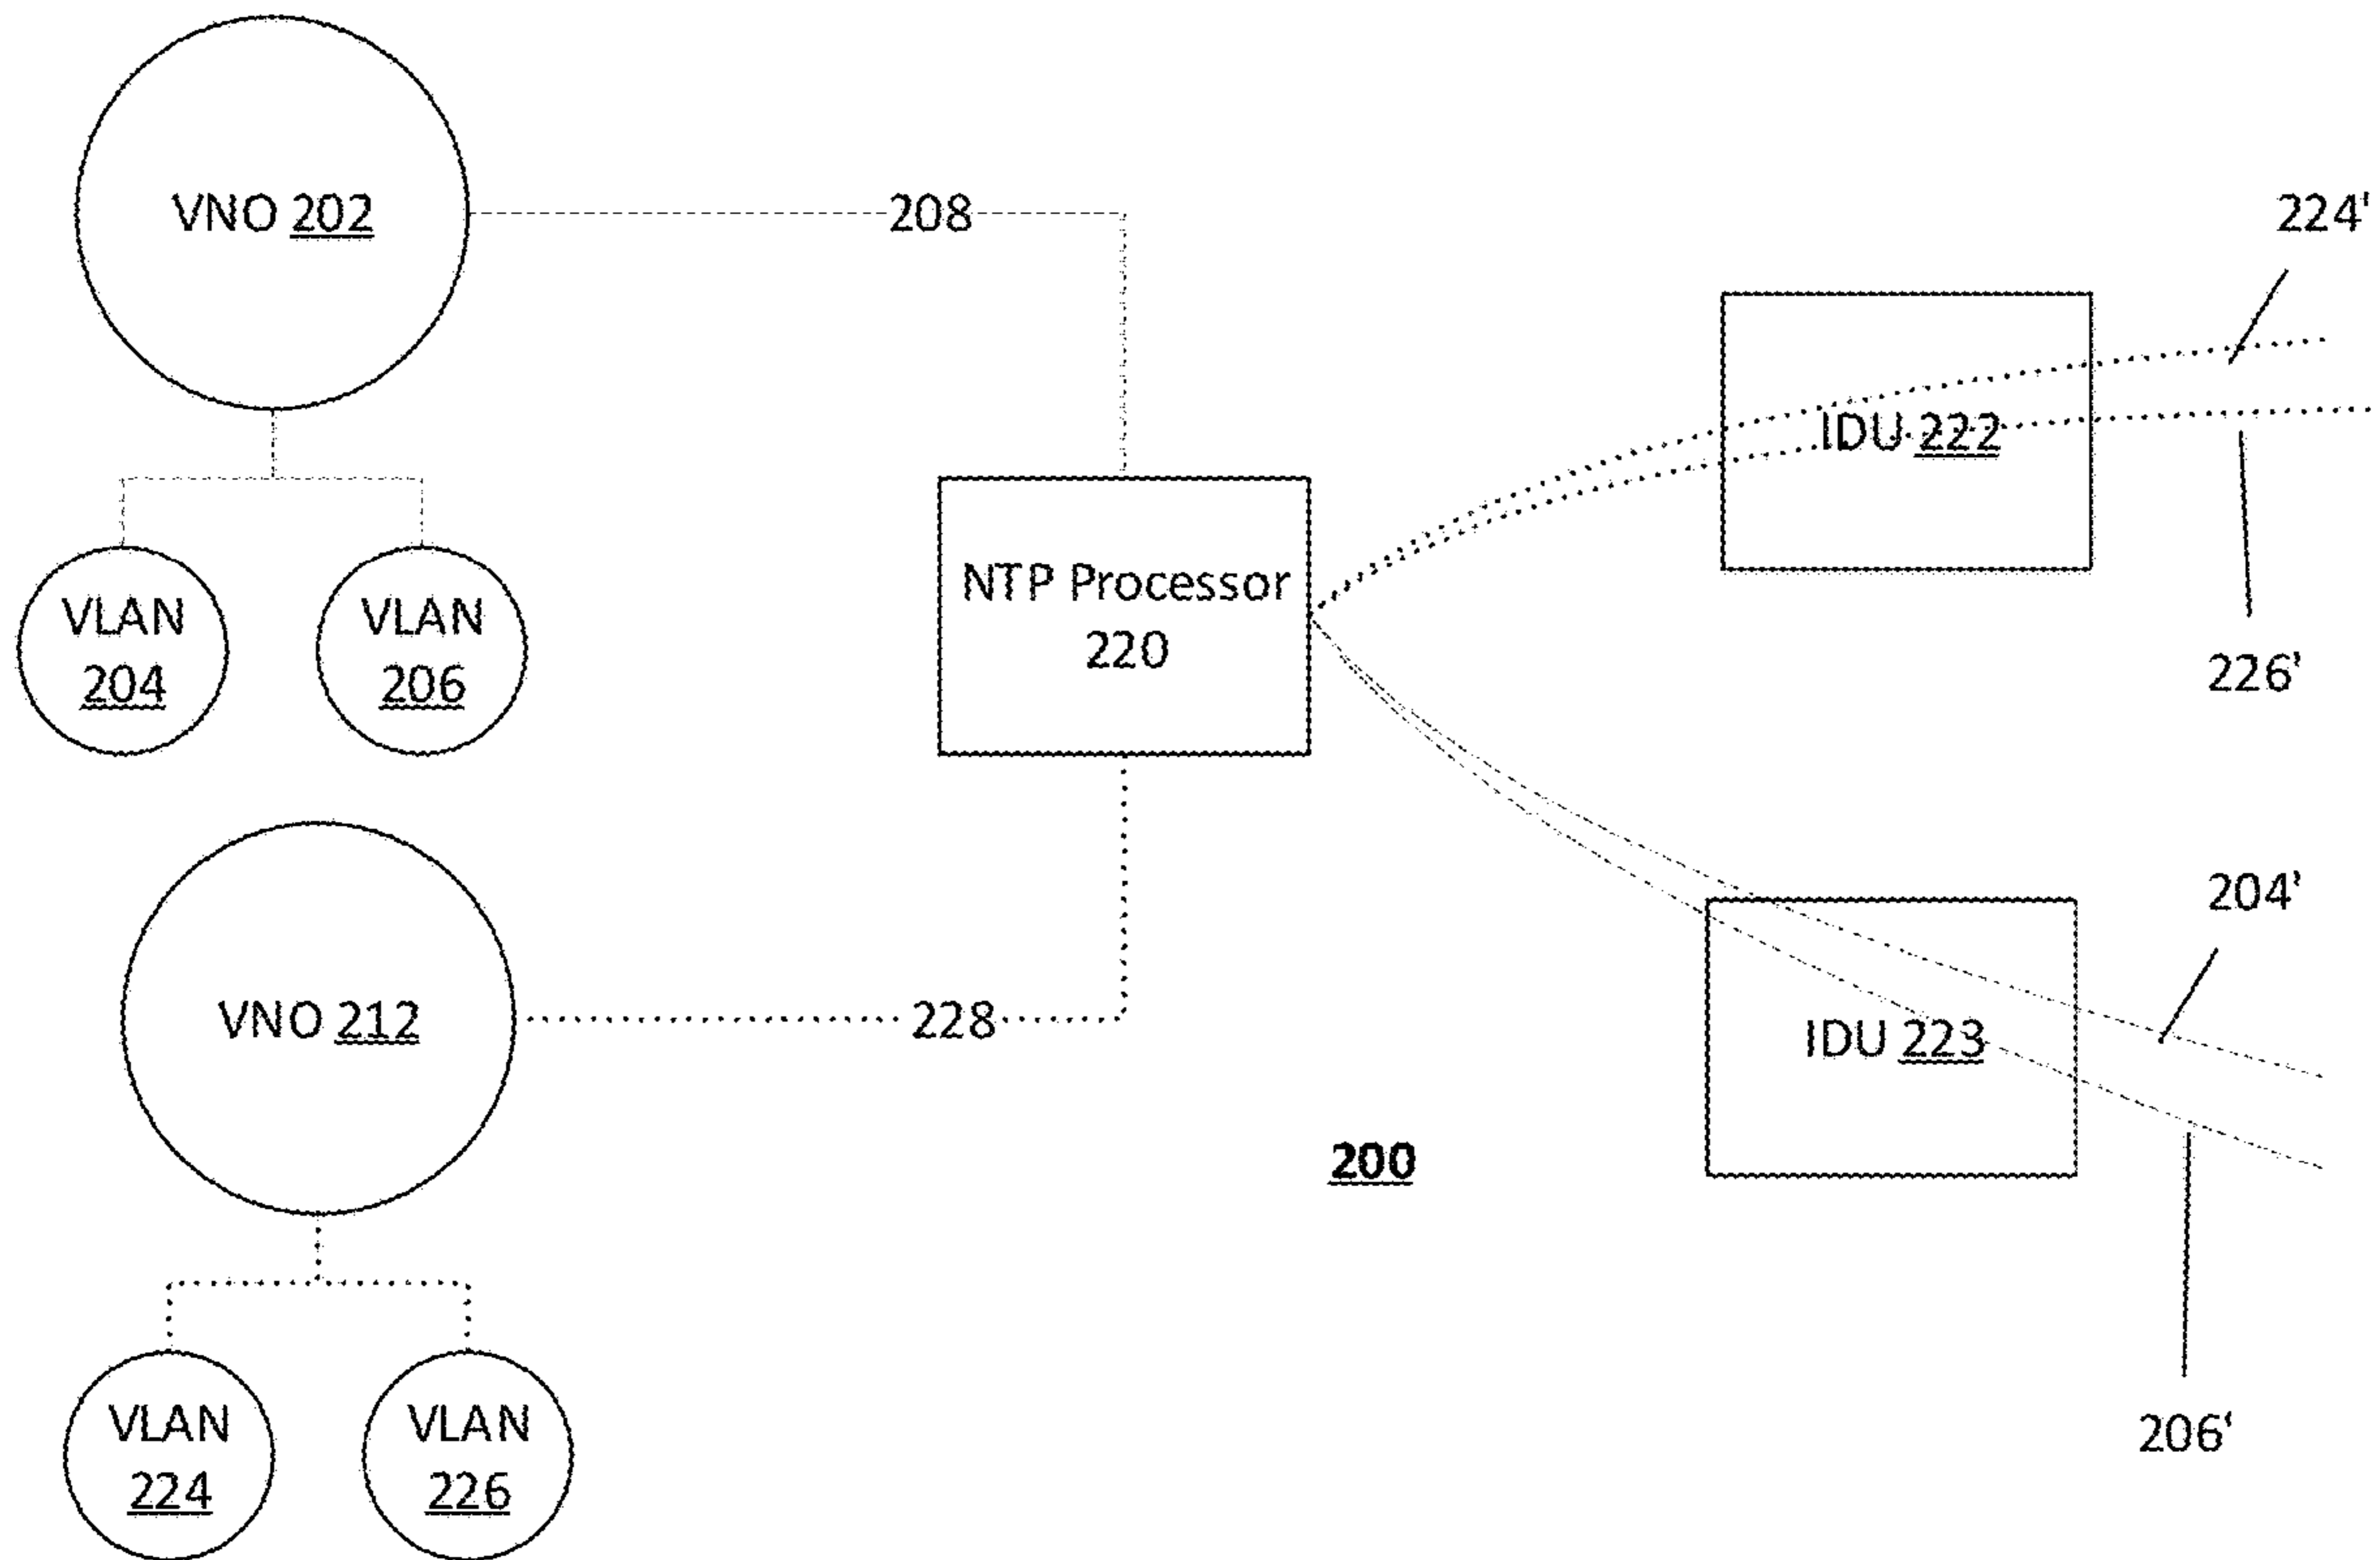 VNO 202
208
224'
IDU 222
NTP Processor
220
VLAN
204
VLAN
206
226'
204'
VNO 212
228
IDU 223
200
206'
VLAN
224
VLAN
226